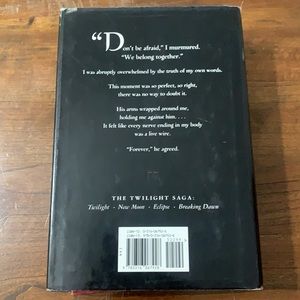 "Don't be afraid," I murmured.
"We belong together."
I was abruptly overwhelmed by the truth of my own words.
This moment was so perfect, so right,
there was no way to doubt it.
His arms wrapped around me,
holding me against him. . . .
It felt like every nerve ending in my body
was a live wire.
"Forever," he agreed.
THE TWILIGHT SAGA:
Twilight · New Moon · Eclipse · Breaking Dawn